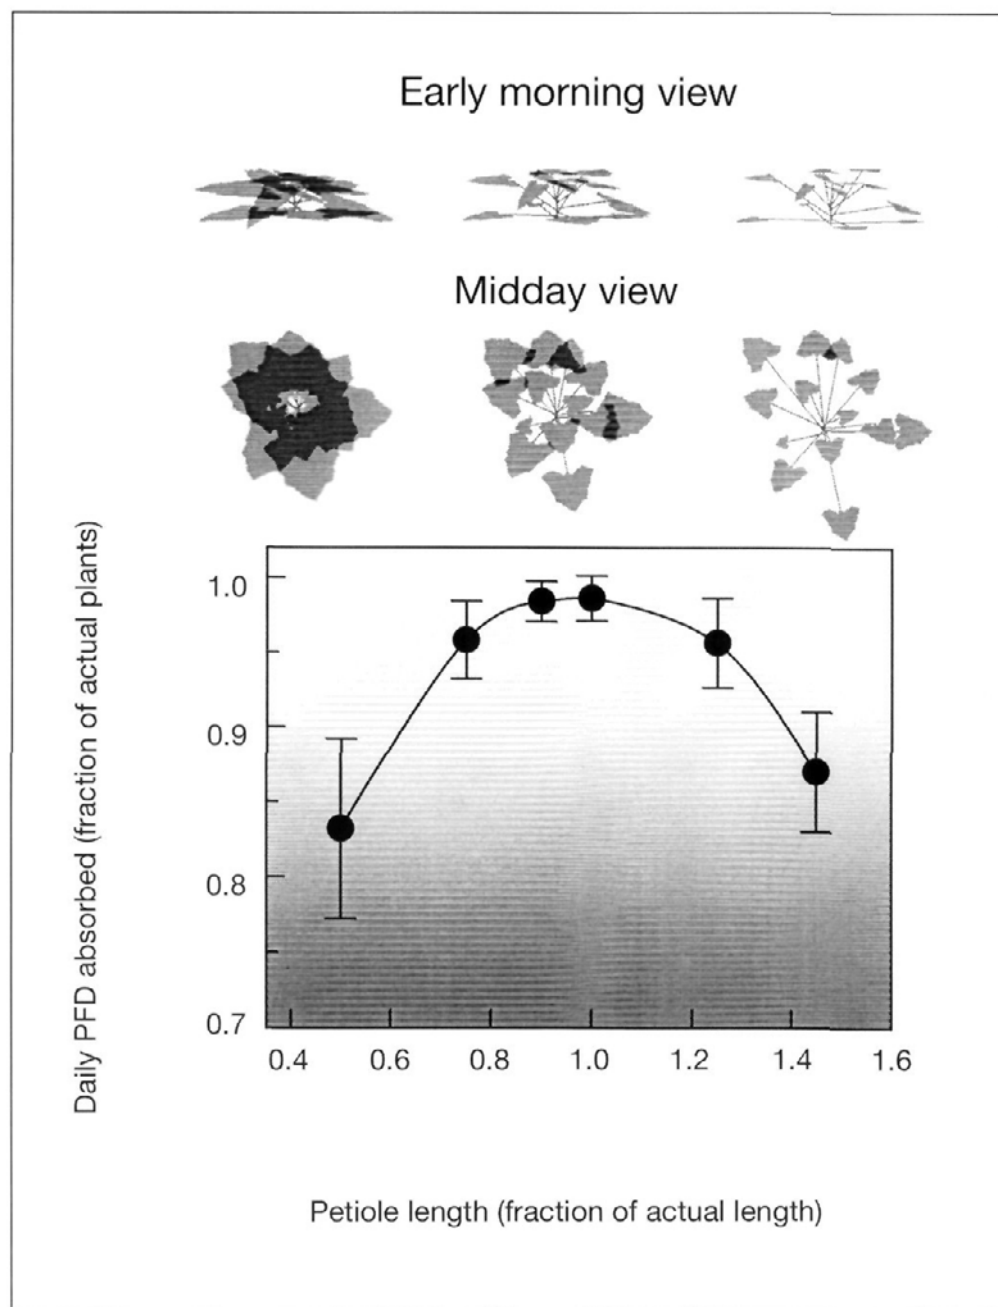 Early morning view
Midday view
Daily PFD absorbed (fraction of actual plants)
1.0
0.9
0.8
0.7
0.4 0.6 0.8 1.0 1.2 1.4 1.6
Petiole length (fraction of actual length)